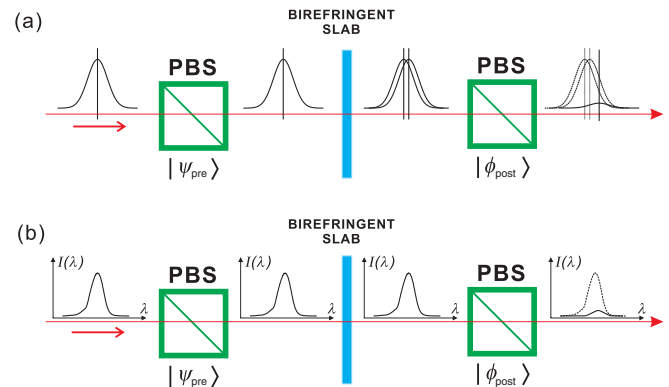 (a)
BIREFRINGENT
SLAB
PBS
PBS
| ψpre ⟩
| ϕpost ⟩
(b)
BIREFRINGENT
SLAB
I(λ)
PBS
I(λ)
I(λ)
PBS
I(λ)
λ
λ
λ
λ
| ψpre ⟩
| ϕpost ⟩